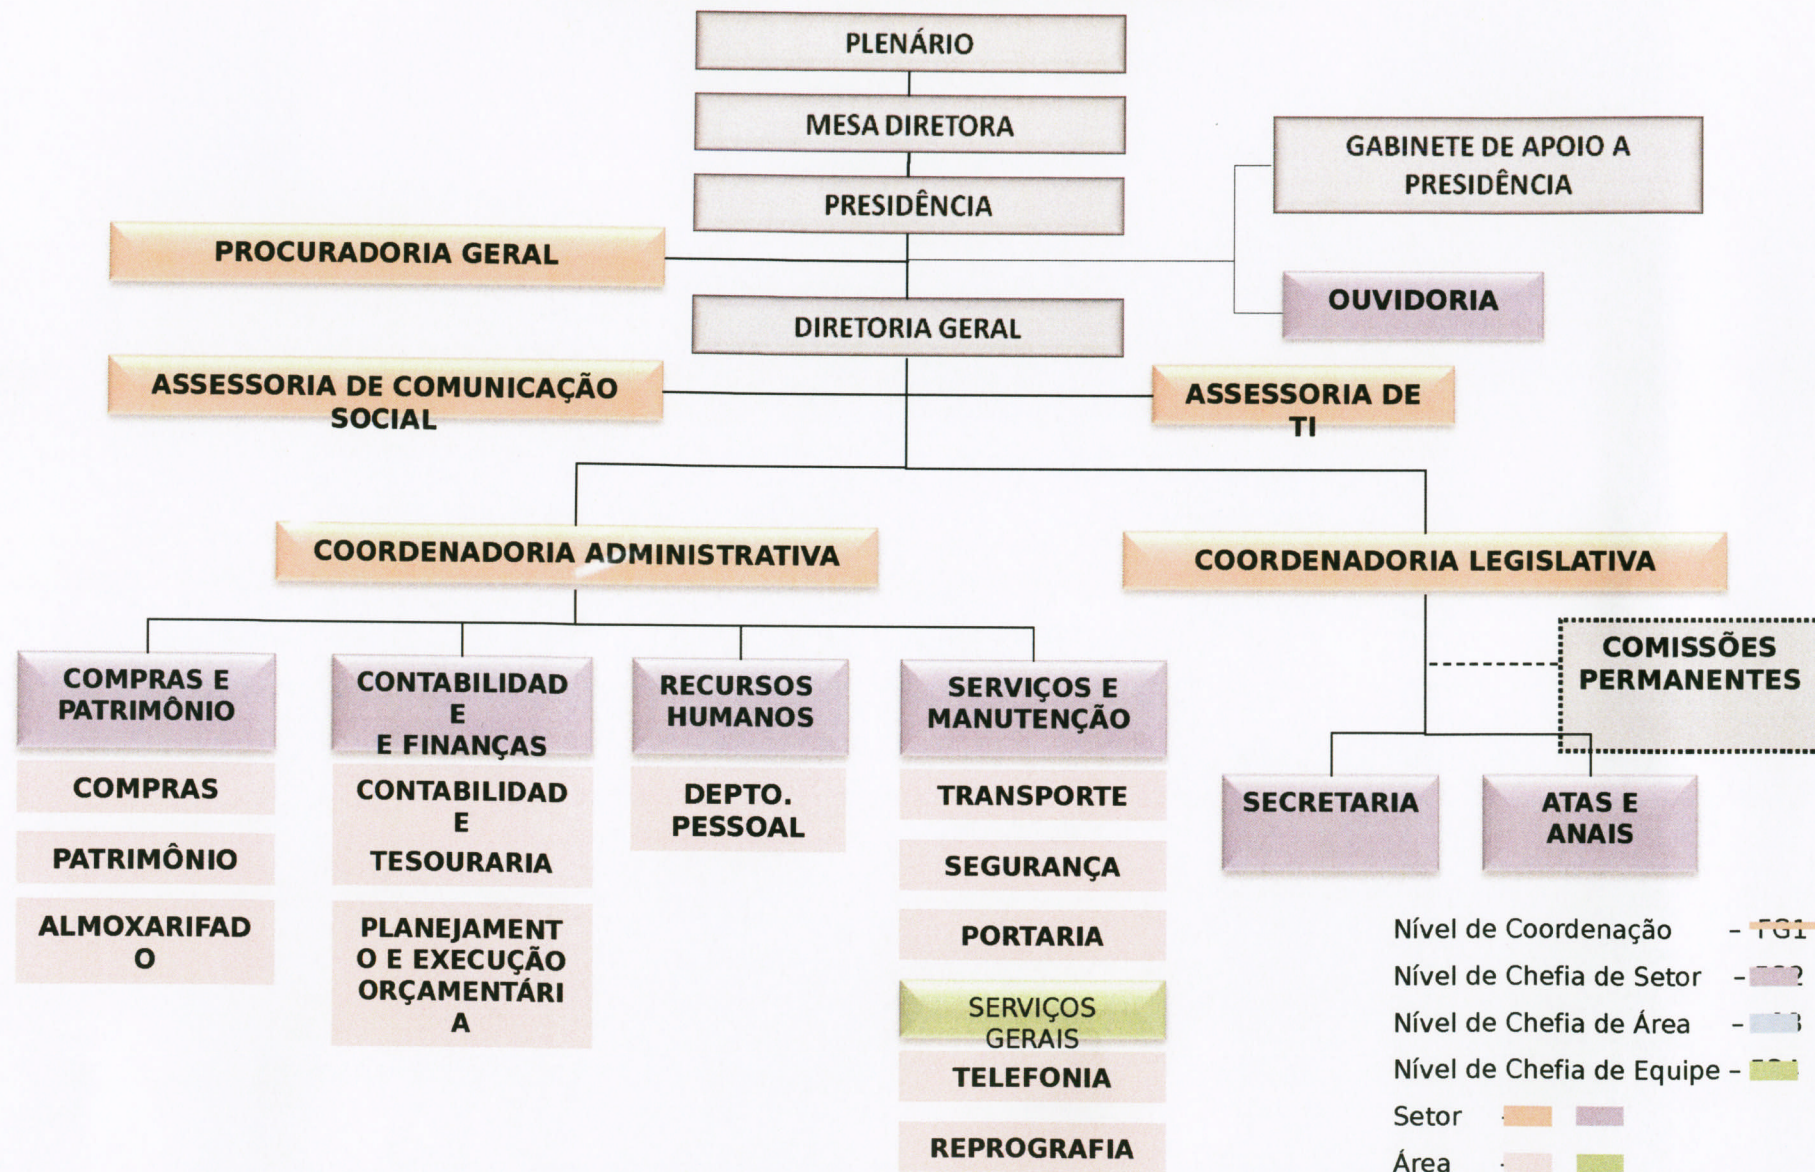 PLENÁRIO
MESA DIRETORA
PRESIDÊNCIA
GABINETE DE APOIO A
PRESIDÊNCIA
PROCURADORIA GERAL
OUVIDORIA
DIRETORIA GERAL
ASSESSORIA DE COMUNICAÇÃO
SOCIAL
ASSESSORIA DE
TI
COORDENADORIA ADMINISTRATIVA
COORDENADORIA LEGISLATIVA
COMISSÕES
PERMANENTES
COMPRAS E
PATRIMÔNIO
CONTABILIDAD
E
E FINANÇAS
RECURSOS
HUMANOS
SERVIÇOS E
MANUTENÇÃO
COMPRAS
PATRIMÔNIO
ALMOXARIFAD
O
CONTABILIDAD
E
TESOURARIA
PLANEJAMENT
O E EXECUÇÃO
ORÇAMENTÁRI
A
DEPTO.
PESSOAL
TRANSPORTE
SEGURANÇA
PORTARIA
SERVIÇOS
GERAIS
TELEFONIA
REPROGRAFIA
SECRETARIA
ATAS E
ANAIS
Nível de Coordenação – FG1
Nível de Chefia de Setor –
Nível de Chefia de Área –
Nível de Chefia de Equipe –
Setor -
Área -